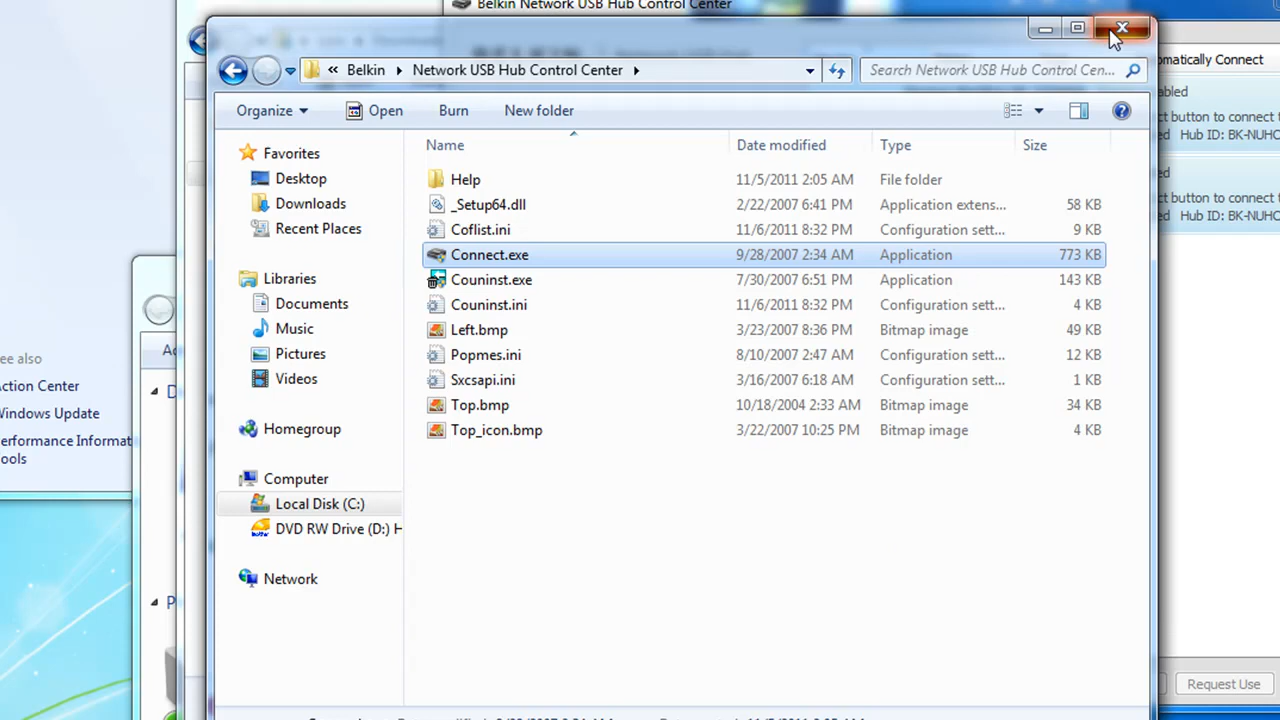 Belkin Network USB Hub Control Center
« Belkin Network USB Hub Control Center
Search Network USB Hub Control Cen...
Organize Open Burn New folder
Name Date modified Type Size
Favorites
Desktop
Downloads
Recent Places
Libraries
Documents
Music
Pictures
Videos
Homegroup
Computer
Local Disk (C:)
DVD RW Drive (D:) H
Network
Help 11/5/2011 2:05 AM File folder
_Setup64.dll 2/22/2007 6:41 PM Application extens... 58 KB
Coflist.ini 11/6/2011 8:32 PM Configuration sett... 9 KB
Connect.exe 9/28/2007 2:34 AM Application 773 KB
Couninst.exe 7/30/2007 6:51 PM Application 143 KB
Couninst.ini 11/6/2011 8:32 PM Configuration sett... 4 KB
Left.bmp 3/23/2007 8:36 PM Bitmap image 49 KB
Popmes.ini 8/10/2007 2:47 AM Configuration sett... 12 KB
Sxcsapi.ini 3/16/2007 6:18 AM Configuration sett... 1 KB
Top.bmp 10/18/2004 2:33 AM Bitmap image 34 KB
Top_icon.bmp 3/22/2007 10:25 PM Bitmap image 4 KB
ee also
ction Center
Windows Update
erformance Informat
ools
Ac
D
P
omatically Connect
abled
ct button to connect t
ed Hub ID: BK-NUHC
ct button to connect t
ed Hub ID: BK-NUHC
Request Use